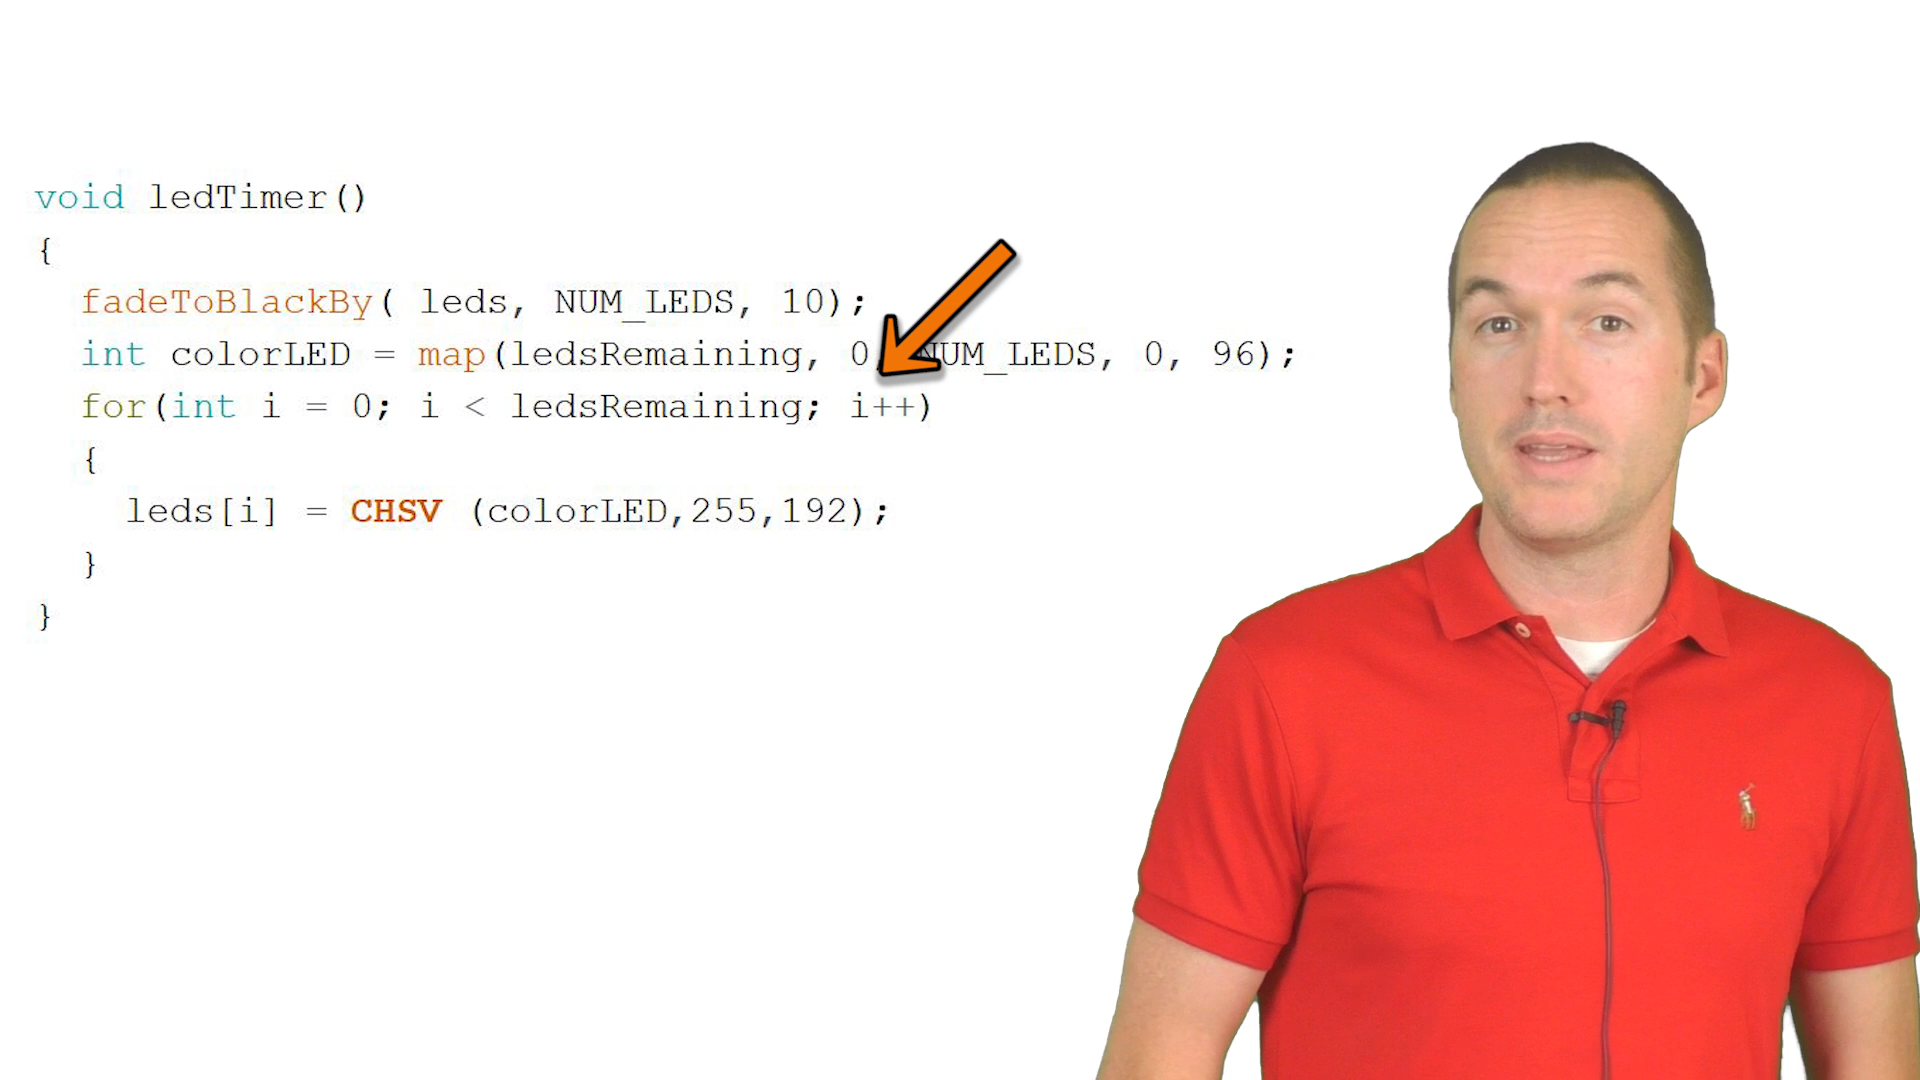 void ledTimer()
{
fadeToBlackBy( leds, NUM_LEDS, 10);
int colorLED = map(ledsRemaining, 0, NUM_LEDS, 0, 96);
for(int i = 0; i < ledsRemaining; i++)
{
leds[i] = CHSV (colorLED,255,192);
}
}